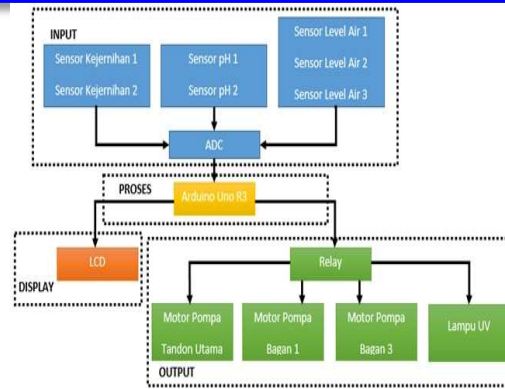 INPUT
Sensor Kejernihan 1
Sensor Kejernihan 2
Sensor pH 1
Sensor pH 2
Sensor Level Air 1
Sensor Level Air 2
Sensor Level Air 3
ADC
PROSES
Arduino Uno R3
LCD
DISPLAY
Relay
Motor Pompa
Tandon Utama
Motor Pompa
Bagan 1
Motor Pompa
Bagan 3
Lampu UV
OUTPUT